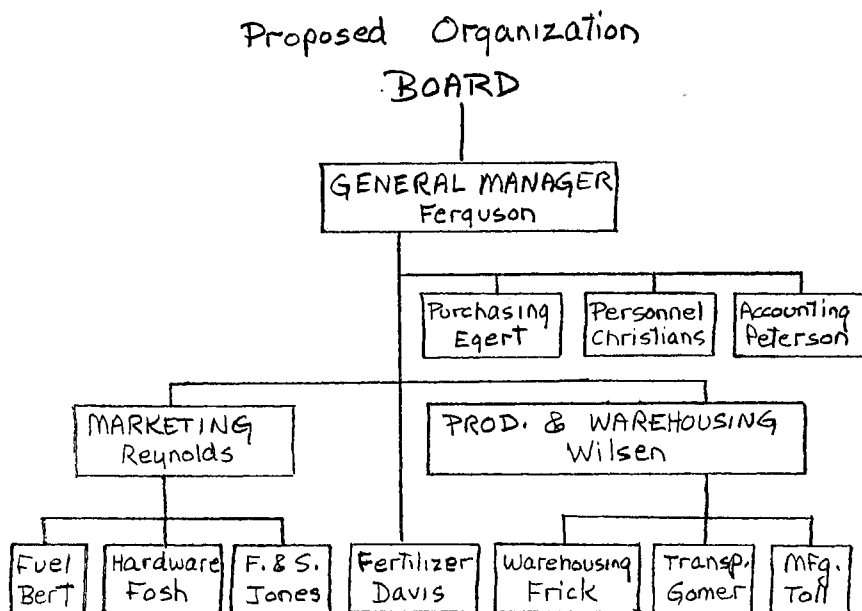 Proposed Organization
BOARD
GENERAL MANAGER
Ferguson
Purchasing
Egert
Personnel
Christians
Accounting
Peterson
MARKETING
Reynolds
PROD. & WAREHOUSING
Wilsen
Fuel
Bert
Hardware
Fosh
F. & S.
Jones
Fertilizer
Davis
Warehousing
Frick
Transp.
Gomer
Mfg.
Toll